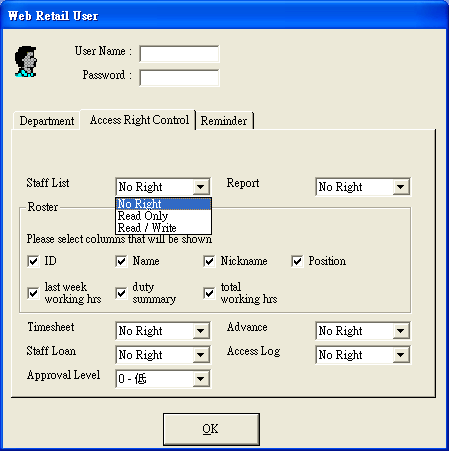 Web Retail User
User Name :
Password :
Department
Access Right Control
Reminder
Staff List
No Right
Report
No Right
No Right
Read Only
Read / Write
Roster
Please select columns that will be shown
ID
Name
Nickname
Position
last week
working hrs
duty
summary
total
working hrs
Timesheet
No Right
Advance
No Right
Staff Loan
No Right
Access Log
No Right
Approval Level
0 - 低
OK